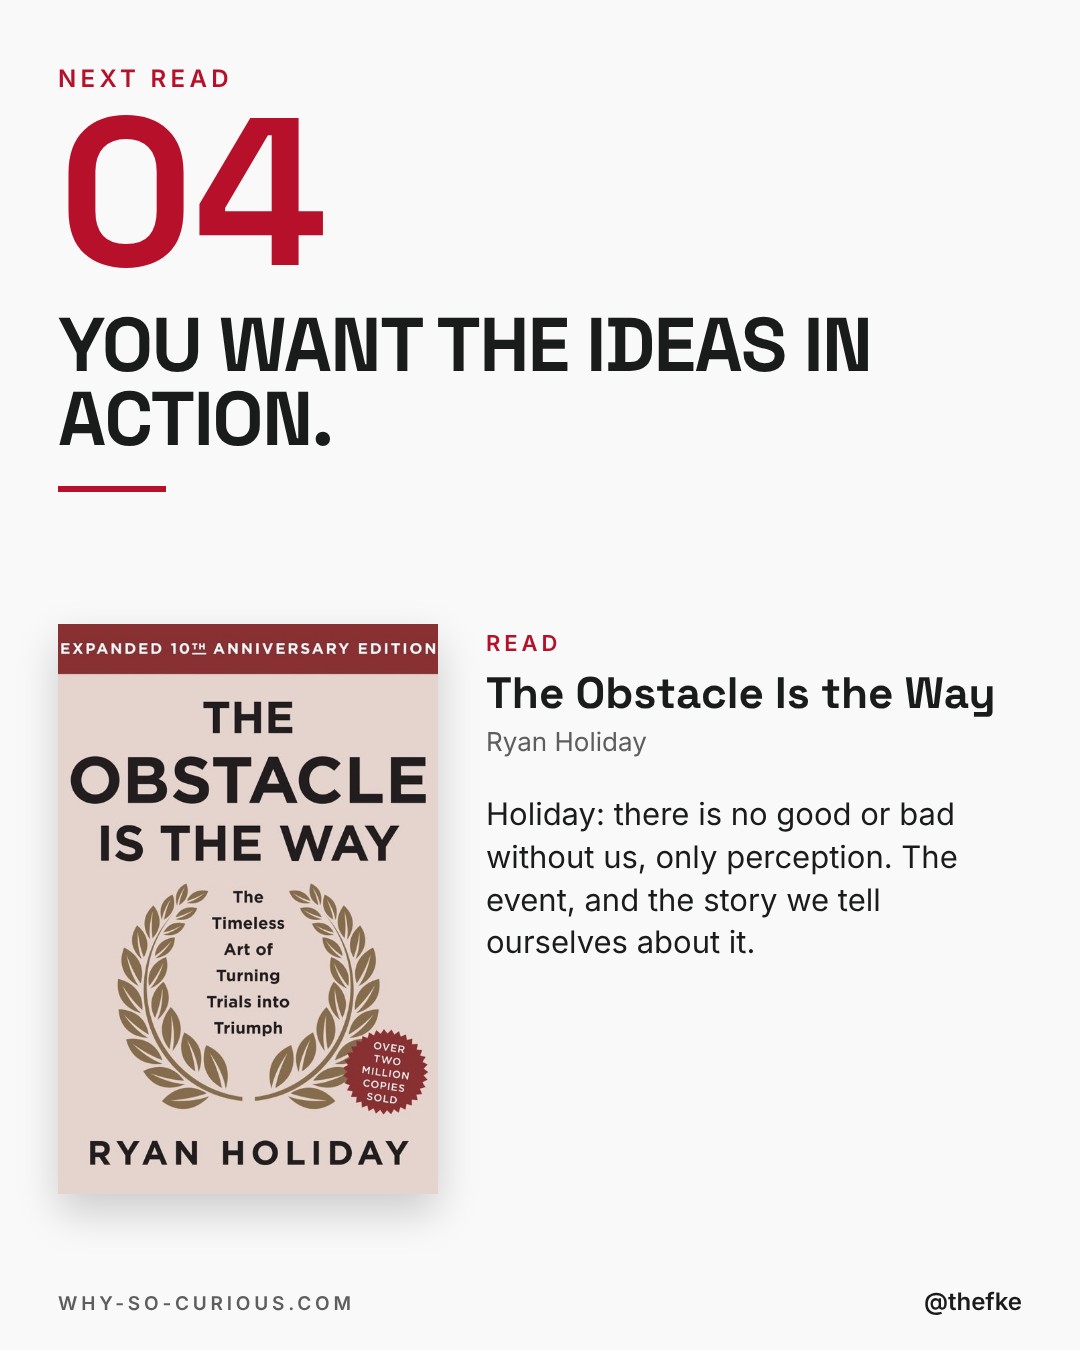 NEXT READ
04
YOU WANT THE IDEAS IN
ACTION.
EXPANDED 10TH ANNIVERSARY EDITION
THE
OBSTACLE
IS THE WAY
The
Timeless
Art of
Turning
Trials into
Triumph
OVER
TWO
MILLION
COPIES
SOLD
RYAN HOLIDAY
READ
The Obstacle Is the Way
Ryan Holiday
Holiday: there is no good or bad
without us, only perception. The
event, and the story we tell
ourselves about it.
WHY-SO-CURIOUS.COM
@thefke